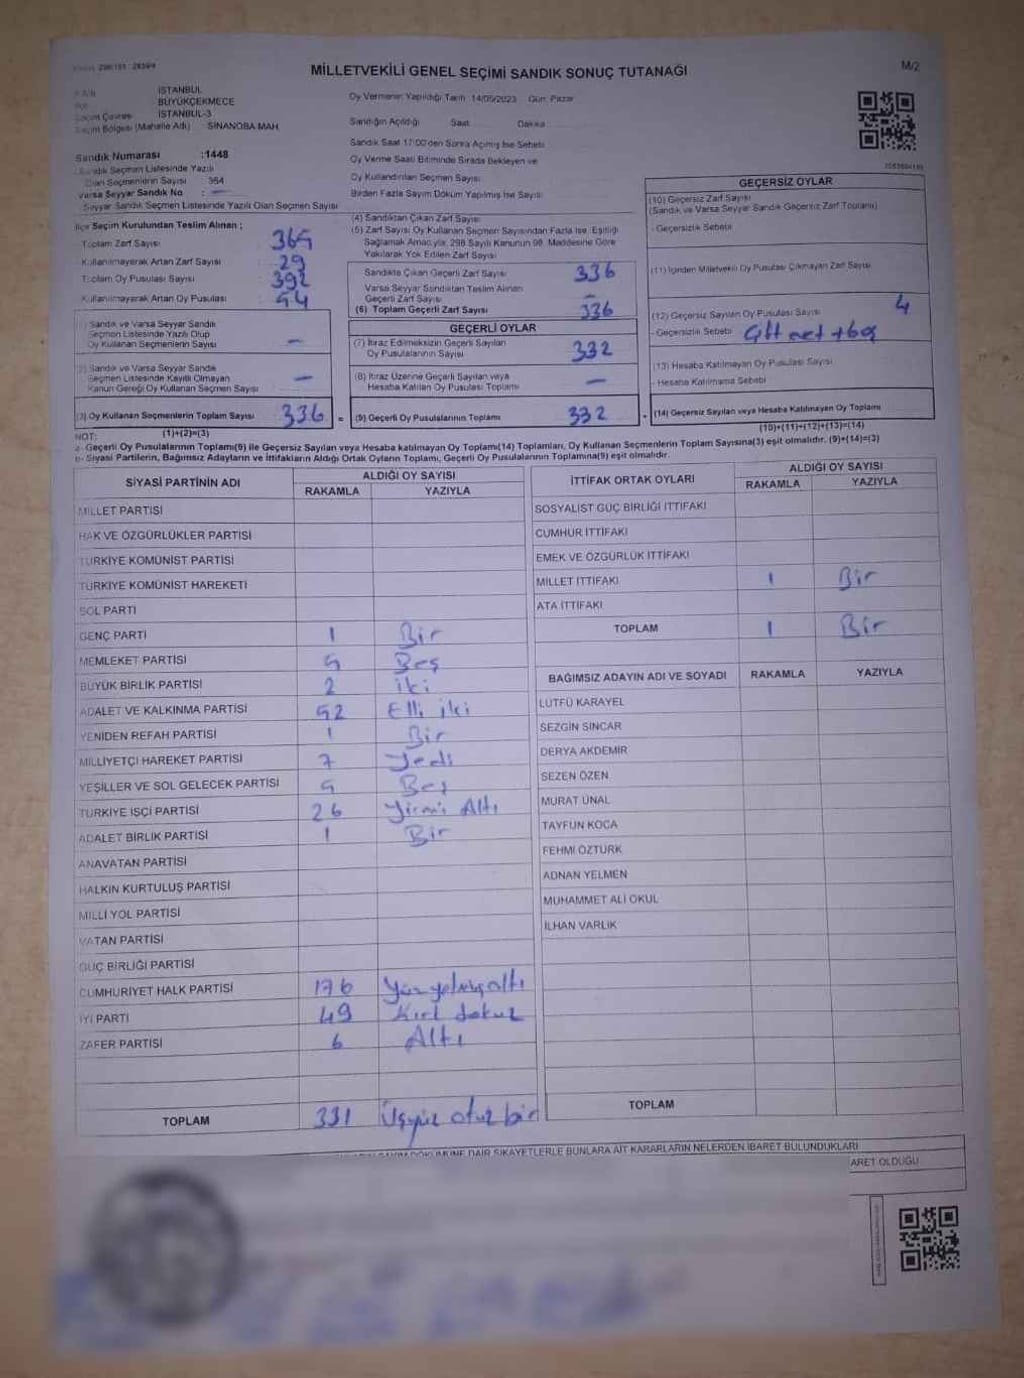 MİLLETVEKİLİ GENEL SEÇİMİ SANDIK SONUÇ TUTANAĞI
M/2
İSTANBUL
BÜYÜKÇEKMECE
Seçim Çevresi İSTANBUL-3
Seçim Bölgesi (Mahalle Adı) : SİNANOBA MAH.
Oy Vermenin Yapıldığı Tarih : 14/05/2023 Gün: Pazar
Sandığın Açıldığı Saat Dakika
Sandık Saat 17:00'den Sonra Açılmış İse Sebebi
Oy Verme Saati Bitiminde Sırada Bekleyen ve
Oy Kullandırılan Seçmen Sayısı
Birden Fazla Sayım Döküm Yapılmış İse Sayısı
Sandık Numarası :1448
Sandık Seçmen Listesinde Yazılı
Olan Seçmenlerin Sayısı : 364
Varsa Seyyar Sandık No : —
Seyyar Sandık Seçmen Listesinde Yazılı Olan Seçmen Sayısı
İlçe Seçim Kurulundan Teslim Alınan ;
Toplam Zarf Sayısı 365
Kullanılmayarak Artan Zarf Sayısı 29
Toplam Oy Pusulası Sayısı 392
Kullanılmayarak Artan Oy Pusulası 54
(4) Sandıktan Çıkan Zarf Sayısı
(5) Zarf Sayısı Oy Kullanan Seçmen Sayısından Fazla İse, Eşitliği
Sağlamak Amacıyla, 298 Sayılı Kanunun 98. Maddesine Göre
Yakılarak Yok Edilen Zarf Sayısı
Sandıkta Çıkan Geçerli Zarf Sayısı 336
Varsa Seyyar Sandıktan Teslim Alınan
Geçerli Zarf Sayısı —
(6) Toplam Geçerli Zarf Sayısı 336
GEÇERSİZ OYLAR
(10) Geçersiz Zarf Sayısı
(Sandık ve Varsa Seyyar Sandık Geçersiz Zarf Toplamı)
- Geçersizlik Sebebi
(11) İçinden Milletvekili Oy Pusulası Çıkmayan Zarf Sayısı
(12) Geçersiz Sayılan Oy Pusulası Sayısı 4
- Geçersizlik Sebebi
(13) Hesaba Katılmayan Oy Pusulası Sayısı
- Hesaba Katılmama Sebebi
(14) Geçersiz Sayılan veya Hesaba Katılmayan Oy Toplamı
(10)+(11)+(12)+(13)=(14)
(1) Sandık ve Varsa Seyyar Sandık
Seçmen Listesinde Yazılı Olup
Oy Kullanan Seçmenlerin Sayısı —
(2) Sandık ve Varsa Seyyar Sandık
Seçmen Listesinde Kayıtlı Olmayan
Kanun Gereği Oy Kullanan Seçmen Sayısı —
(3) Oy Kullanan Seçmenlerin Toplam Sayısı 336 =
(1)+(2)=(3)
GEÇERLİ OYLAR
(7) İtiraz Edilmeksizin Geçerli Sayılan
Oy Pusulalarının Sayısı 332
(8) İtiraz Üzerine Geçerli Sayılan veya
Hesaba Katılan Oy Pusulası Toplamı —
(9) Geçerli Oy Pusulalarının Toplamı 332
NOT:
a- Geçerli Oy Pusulalarının Toplamı(9) ile Geçersiz Sayılan veya Hesaba katılmayan Oy Toplamı(14) Toplamları, Oy Kullanan Seçmenlerin Toplam Sayısına(3) eşit olmalıdır. (9)+(14)=(3)
b- Siyasi Partilerin, Bağımsız Adayların ve İttifakların Aldığı Ortak Oyların Toplamı, Geçerli Oy Pusulalarının Toplamına(9) eşit olmalıdır.
SİYASİ PARTİNİN ADI
ALDIĞI OY SAYISI
RAKAMLA YAZIYLA
MİLLET PARTİSİ
HAK VE ÖZGÜRLÜKLER PARTİSİ
TÜRKİYE KOMÜNİST PARTİSİ
TÜRKİYE KOMÜNİST HAREKETİ
SOL PARTİ
GENÇ PARTİ 1 Bir
MEMLEKET PARTİSİ 5 Beş
BÜYÜK BİRLİK PARTİSİ 2 iki
ADALET VE KALKINMA PARTİSİ 52 Elli iki
YENİDEN REFAH PARTİSİ 1 Bir
MİLLİYETÇİ HAREKET PARTİSİ 7 Yedi
YEŞİLLER VE SOL GELECEK PARTİSİ 5 Beş
TÜRKİYE İŞÇİ PARTİSİ 26 Yirmi Altı
ADALET BİRLİK PARTİSİ 1 Bir
ANAVATAN PARTİSİ
HALKIN KURTULUŞ PARTİSİ
MİLLİ YOL PARTİSİ
VATAN PARTİSİ
GÜÇ BİRLİĞİ PARTİSİ
CUMHURİYET HALK PARTİSİ 176 Yüz yetmiş altı
İYİ PARTİ 49 Kırk dokuz
ZAFER PARTİSİ 6 Altı
TOPLAM 331 Üçyüz otuz bir
İTTİFAK ORTAK OYLARI
ALDIĞI OY SAYISI
RAKAMLA YAZIYLA
SOSYALİST GÜÇ BİRLİĞİ İTTİFAKI
CUMHUR İTTİFAKI
EMEK VE ÖZGÜRLÜK İTTİFAKI
MİLLET İTTİFAKI 1 Bir
ATA İTTİFAKI
TOPLAM 1 Bir
BAĞIMSIZ ADAYIN ADI VE SOYADI RAKAMLA YAZIYLA
LÜTFÜ KARAYEL
SEZGİN SİNCAR
DERYA AKDEMİR
SEZEN ÖZEN
MURAT ÜNAL
TAYFUN KOCA
FEHMİ ÖZTÜRK
ADNAN YELMEN
MUHAMMET ALİ OKUL
İLHAN VARLIK
TOPLAM
DÖKÜMÜNE DAİR ŞİKAYETLERLE BUNLARA AİT KARARLARIN NELERDEN İBARET BULUNDUKLARI
ARET OLDUĞU